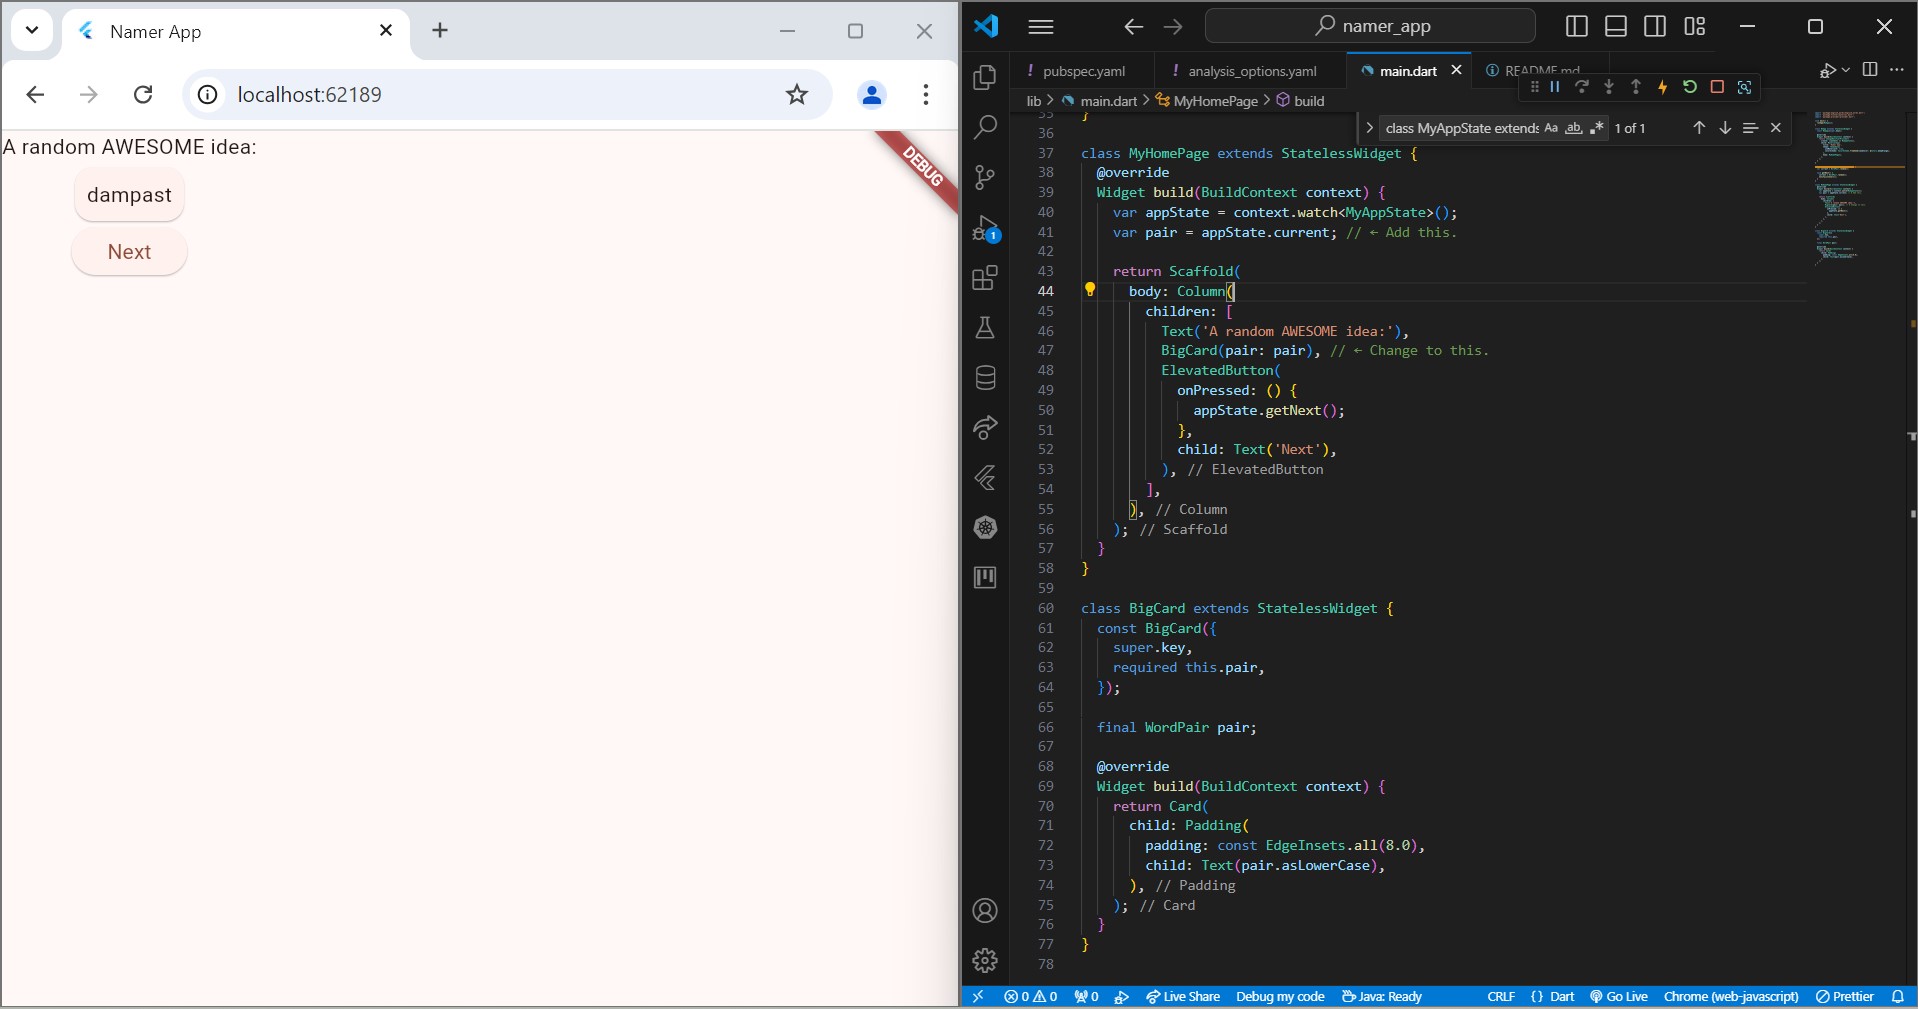 Namer App
localhost:62189
A random AWESOME idea:
DEBUG
dampast
Next
namer_app
! pubspec.yaml
! analysis_options.yaml
main.dart
README.md
lib > main.dart > MyHomePage > build
class MyAppState extends
Aa
ab
1 of 1
1
35 }
36
37 class MyHomePage extends StatelessWidget {
38 @override
39 Widget build(BuildContext context) {
40 var appState = context.watch<MyAppState>();
41 var pair = appState.current; // ← Add this.
42
43 return Scaffold(
44 body: Column(
45 children: [
46 Text('A random AWESOME idea:'),
47 BigCard(pair: pair), // ← Change to this.
48 ElevatedButton(
49 onPressed: () {
50 appState.getNext();
51 },
52 child: Text('Next'),
53 ), // ElevatedButton
54 ],
55 ), // Column
56 ); // Scaffold
57 }
58 }
59
60 class BigCard extends StatelessWidget {
61 const BigCard({
62 super.key,
63 required this.pair,
64 });
65
66 final WordPair pair;
67
68 @override
69 Widget build(BuildContext context) {
70 return Card(
71 child: Padding(
72 padding: const EdgeInsets.all(8.0),
73 child: Text(pair.asLowerCase),
74 ), // Padding
75 ); // Card
76 }
77 }
78
0 0 0 Live Share Debug my code Java: Ready CRLF {} Dart Go Live Chrome (web-javascript) Prettier